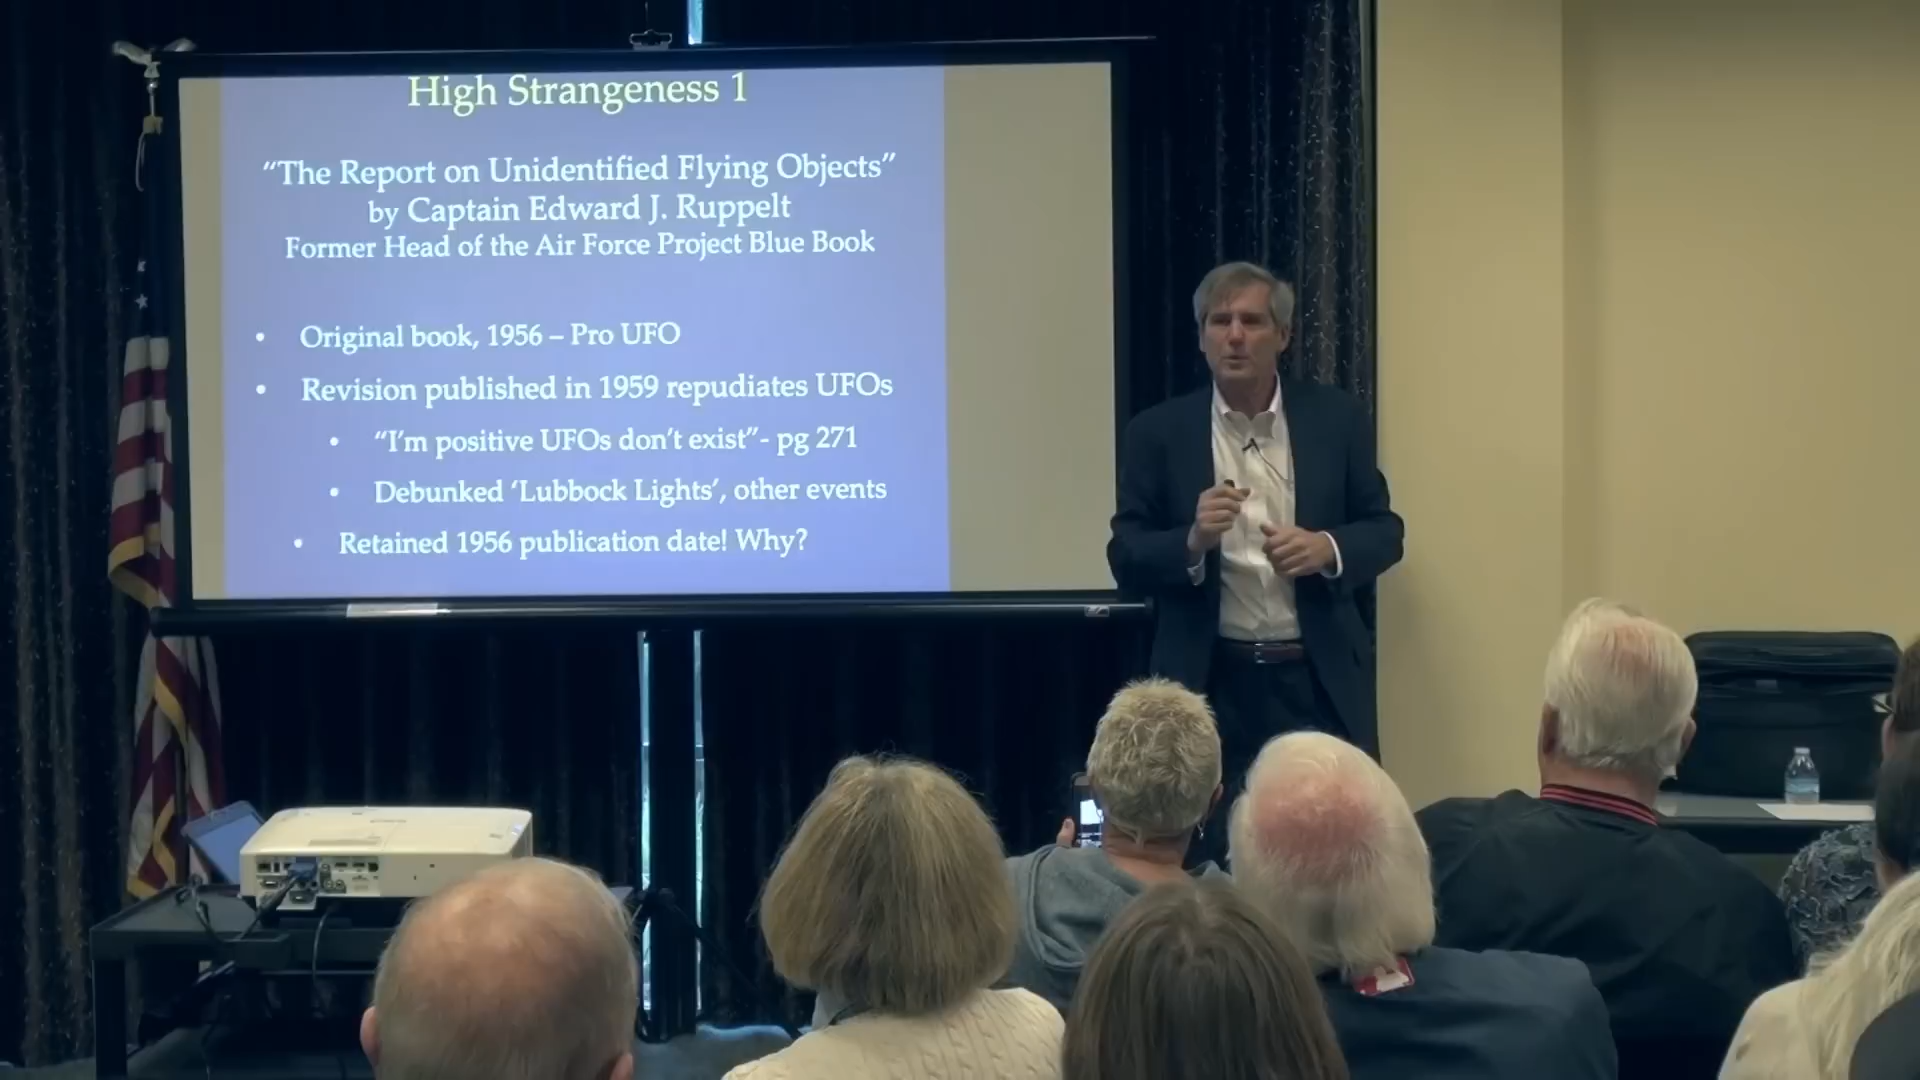 High Strangeness 1
“The Report on Unidentified Flying Objects”
by Captain Edward J. Ruppelt
Former Head of the Air Force Project Blue Book
• Original book, 1956 – Pro UFO
• Revision published in 1959 repudiates UFOs
• “I’m positive UFOs don’t exist”- pg 271
• Debunked ‘Lubbock Lights’, other events
• Retained 1956 publication date! Why?